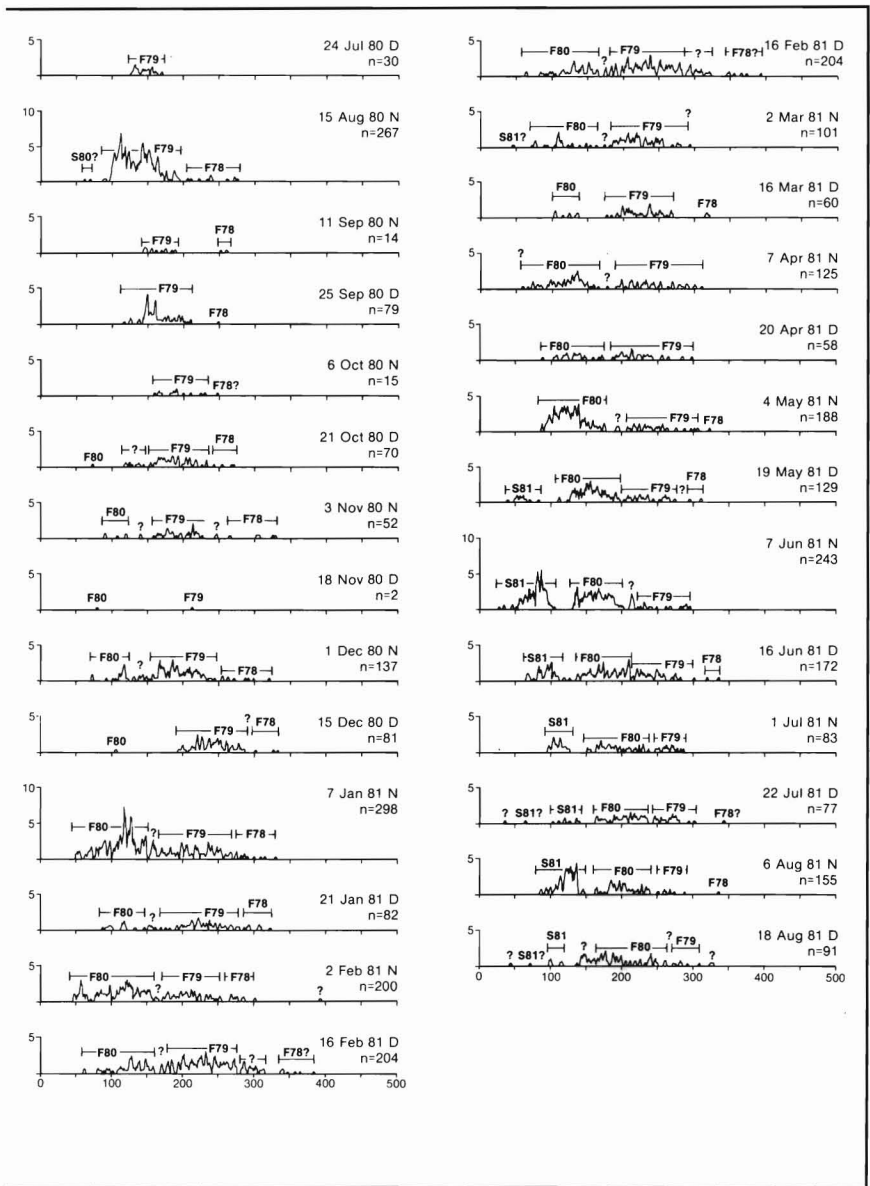 24 Jul 80 D
n=30
5
F79
15 Aug 80 N
n=267
10
5
S80?
F79
F78
11 Sep 80 N
n=14
5
F79
F78
25 Sep 80 D
n=79
5
F79
F78
6 Oct 80 N
n=15
5
F79
F78?
21 Oct 80 D
n=70
5
F80
?
F79
F78
3 Nov 80 N
n=52
5
F80
?
F79
?
F78
18 Nov 80 D
n=2
5
F80
F79
1 Dec 80 N
n=137
5
F80
?
F79
F78
15 Dec 80 D
n=81
5
F80
F79
?
F78
7 Jan 81 N
n=298
10
5
F80
?
F79
F78
21 Jan 81 D
n=82
5
F80
?
F79
F78
2 Feb 81 N
n=200
5
F80
?
F79
F78
?
16 Feb 81 D
n=204
5
F80
?
F79
?
F78?
0 100 200 300 400 500
16 Feb 81 D
n=204
5
F80
?
F79
?
F78?
2 Mar 81 N
n=101
5
S81?
F80
?
F79
?
16 Mar 81 D
n=60
5
F80
F79
F78
7 Apr 81 N
n=125
5
?
F80
?
F79
20 Apr 81 D
n=58
5
F80
F79
4 May 81 N
n=188
5
F80
?
F79
F78
19 May 81 D
n=129
5
S81
F80
F79
?
F78
7 Jun 81 N
n=243
10
5
S81
F80
?
F79
16 Jun 81 D
n=172
5
S81
F80
F79
F78
1 Jul 81 N
n=83
5
S81
F80
F79
22 Jul 81 D
n=77
5
?
S81?
S81
F80
F79
F78?
6 Aug 81 N
n=155
5
S81
F80
F79
F78
18 Aug 81 D
n=91
5
?
S81?
S81
?
F80
?
F79
?
0 100 200 300 400 500